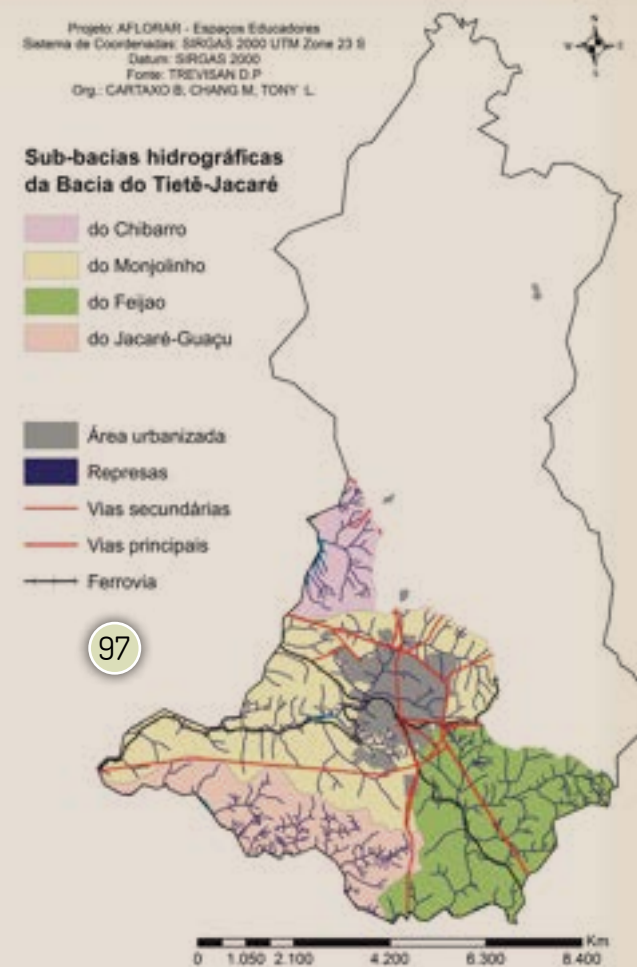 Projeto: AFLORAR - Espaços Educadores
Sistema de Coordenadas: SIRGAS 2000 UTM Zone 23 S
Datum: SIRGAS 2000
Fonte: TREVISAN D.P
Org.: CARTAXO B, CHANG M, TONY L.
N
W
E
S
Sub-bacias hidrográficas
da Bacia do Tietê-Jacaré
do Chibarro
do Monjolinho
do Feijao
do Jacaré-Guaçu
Área urbanizada
Represas
Vias secundárias
Vias principais
Ferrovia
97
Km
0 1.050 2.100 4.200 6.300 8.400